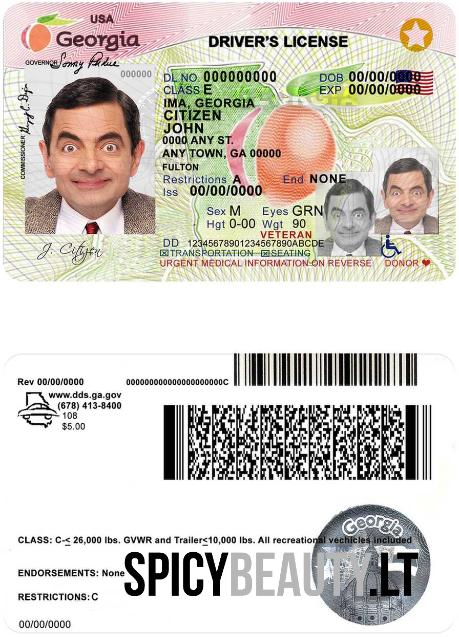 USA
Georgia
DRIVER'S LICENSE
GOVERNOR Sonny Perdue
000000
COMMISSIONER
DL NO. 000000000 DOB 00/00/0000
CLASS E EXP 00/00/0000
IMA, GEORGIA
CITIZEN
JOHN
0000 ANY ST.
ANY TOWN, GA 00000
FULTON
Restrictions A End NONE
Iss 00/00/0000
Sex M Eyes GRN
Hgt 0-00 Wgt 90
VETERAN
J. Citizen
DD 12345678901234567890ABCDE
☒ TRANSPORTATION ☒ SEATING
URGENT MEDICAL INFORMATION ON REVERSE DONOR ❤
Rev 00/00/0000 0000000000000000000000C
www.dds.ga.gov
(678) 413-8400
108
$5.00
Georgia
CLASS: C-≤ 26,000 lbs. GVWR and Trailer≤10,000 lbs. All recreational vechicles included
ENDORSEMENTS: None
SPICYBEAUTY.LT
RESTRICTIONS: C
00/00/0000